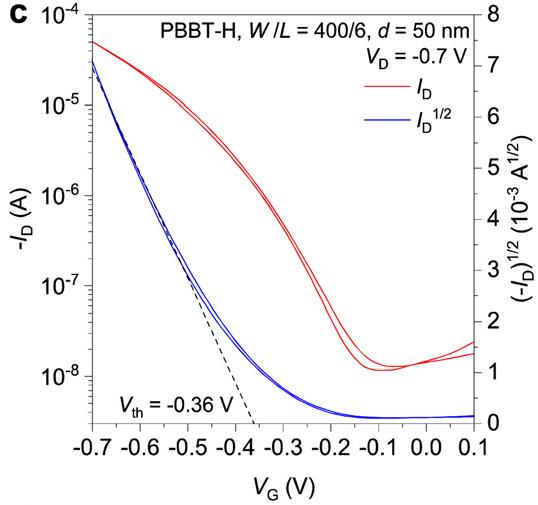 c
PBBT-H, W/L = 400/6, d = 50 nm
V_D = -0.7 V
I_D
I_D^1/2
V_th = -0.36 V
10^-4
10^-5
10^-6
10^-7
10^-8
-I_D (A)
8
7
6
5
4
3
2
1
0
(-I_D)^1/2 (10^-3 A^1/2)
-0.7 -0.6 -0.5 -0.4 -0.3 -0.2 -0.1 0.0 0.1
V_G (V)